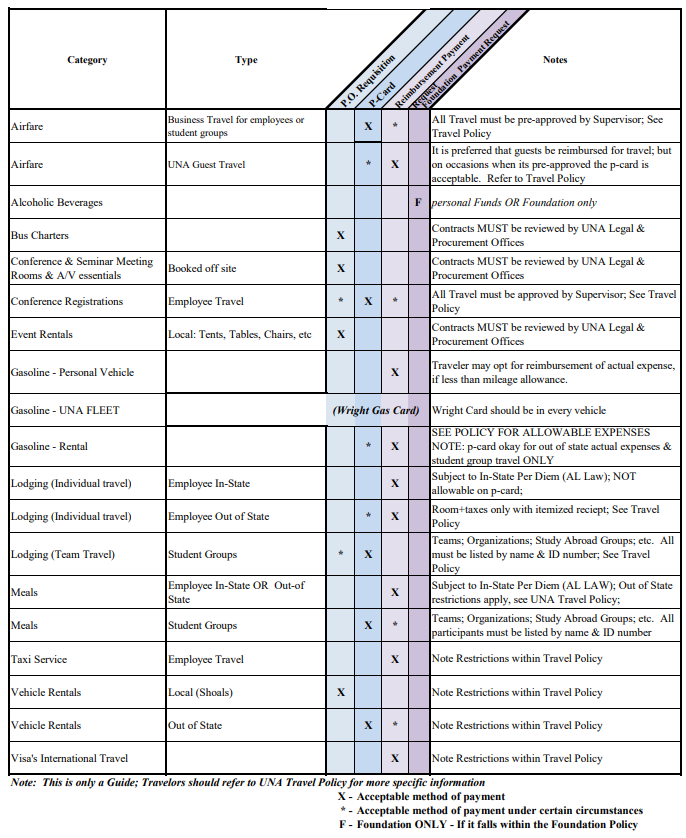 Category Type P.O. Requisition P-Card Reimbursement Payment Request Foundation Payment Request Notes
Airfare
Business Travel for employees or
student groups
X *
All Travel must be pre-approved by Supervisor; See
Travel Policy
Airfare
UNA Guest Travel
* X
It is preferred that guests be reimbursed for travel; but
on occasions when its pre-approved the p-card is
acceptable. Refer to Travel Policy
Alcoholic Beverages
F
personal Funds OR Foundation only
Bus Charters
X
Contracts MUST be reviewed by UNA Legal &
Procurement Offices
Conference & Seminar Meeting
Rooms & A/V essentials
Booked off site
X
Contracts MUST be reviewed by UNA Legal &
Procurement Offices
Conference Registrations
Employee Travel
* X *
All Travel must be approved by Supervisor; See Travel
Policy
Event Rentals
Local: Tents, Tables, Chairs, etc
X
Contracts MUST be reviewed by UNA Legal &
Procurement Offices
Gasoline - Personal Vehicle
X
Traveler may opt for reimbursement of actual expense,
if less than mileage allowance.
Gasoline - UNA FLEET
(Wright Gas Card)
Wright Card should be in every vehicle
Gasoline - Rental
* X
SEE POLICY FOR ALLOWABLE EXPENSES
NOTE: p-card okay for out of state actual expenses &
student group travel ONLY
Lodging (Individual travel)
Employee In-State
X
Subject to In-State Per Diem (AL Law); NOT
allowable on p-card;
Lodging (Individual travel)
Employee Out of State
* X
Room+taxes only with itemized reciept; See Travel
Policy
Lodging (Team Travel)
Student Groups
* X
Teams; Organizations; Study Abroad Groups; etc. All
must be listed by name & ID number; See Travel
Policy
Meals
Employee In-State OR Out-of
State
X
Subject to In-State Per Diem (AL LAW); Out of State
restrictions apply, see UNA Travel Policy;
Meals
Student Groups
X *
Teams; Organizations; Study Abroad Groups; etc. All
participants must be listed by name & ID number
Taxi Service
Employee Travel
X
Note Restrictions within Travel Policy
Vehicle Rentals
Local (Shoals)
X
Note Restrictions within Travel Policy
Vehicle Rentals
Out of State
X *
Note Restrictions within Travel Policy
Visa's International Travel
X
Note Restrictions within Travel Policy
Note: This is only a Guide; Travelors should refer to UNA Travel Policy for more specific information
X - Acceptable method of payment
* - Acceptable method of payment under certain circumstances
F - Foundation ONLY - If it falls within the Foundation Policy